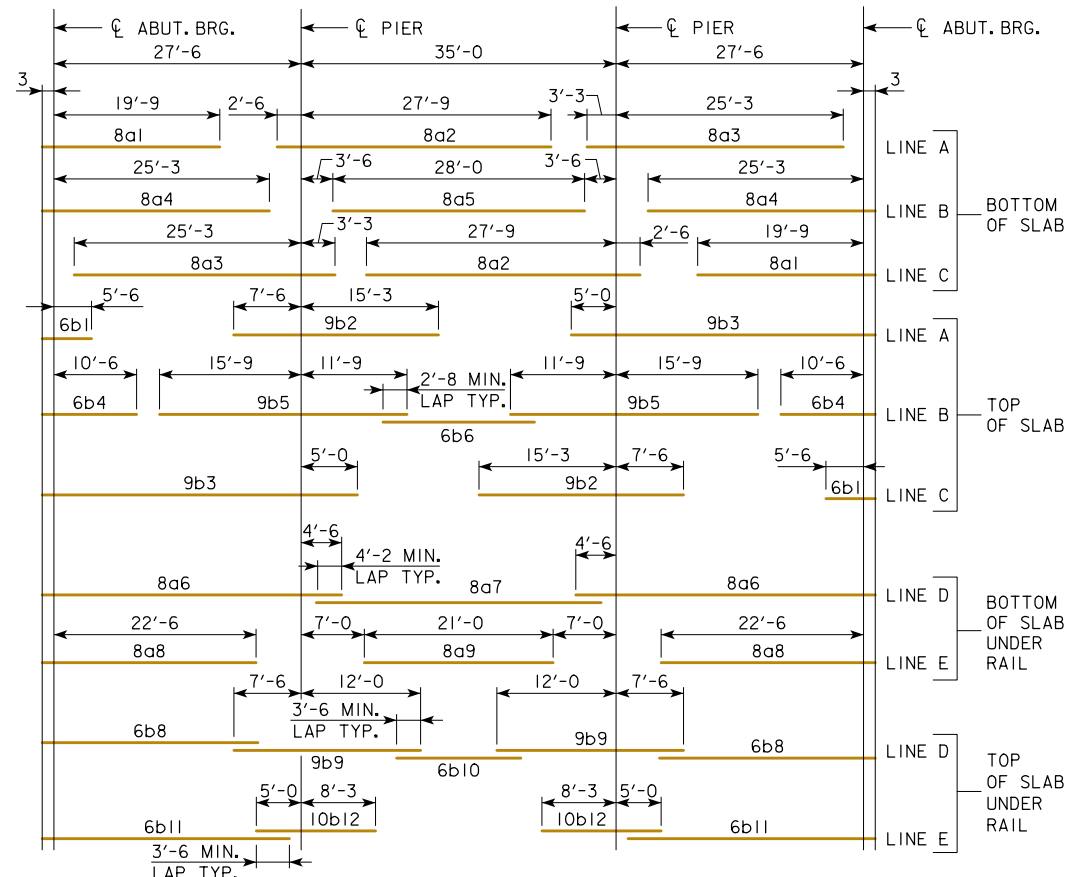 ℄ ABUT. BRG.
℄ PIER
℄ PIER
℄ ABUT. BRG.
27'-6
35'-0
27'-6
3
3
19'-9
2'-6
27'-9
3'-3
25'-3
8a1
8a2
8a3
LINE A
25'-3
3'-6
28'-0
3'-6
25'-3
8a4
8a5
8a4
LINE B
BOTTOM
OF SLAB
25'-3
3'-3
27'-9
2'-6
19'-9
8a3
8a2
8a1
LINE C
5'-6
7'-6
15'-3
5'-0
6b1
9b2
9b3
LINE A
10'-6
15'-9
11'-9
2'-8 MIN.
LAP TYP.
11'-9
15'-9
10'-6
6b4
9b5
6b6
9b5
6b4
LINE B
TOP
OF SLAB
5'-0
15'-3
7'-6
5'-6
9b3
9b2
6b1
LINE C
4'-6
4'-2 MIN.
LAP TYP.
4'-6
8a6
8a7
8a6
LINE D
BOTTOM
OF SLAB
UNDER
RAIL
22'-6
7'-0
21'-0
7'-0
22'-6
8a8
8a9
8a8
LINE E
7'-6
12'-0
3'-6 MIN.
LAP TYP.
12'-0
7'-6
6b8
9b9
6b10
9b9
6b8
LINE D
TOP
OF SLAB
UNDER
RAIL
5'-0
8'-3
8'-3
5'-0
6b11
10b12
10b12
6b11
LINE E
3'-6 MIN.
LAP TYP.